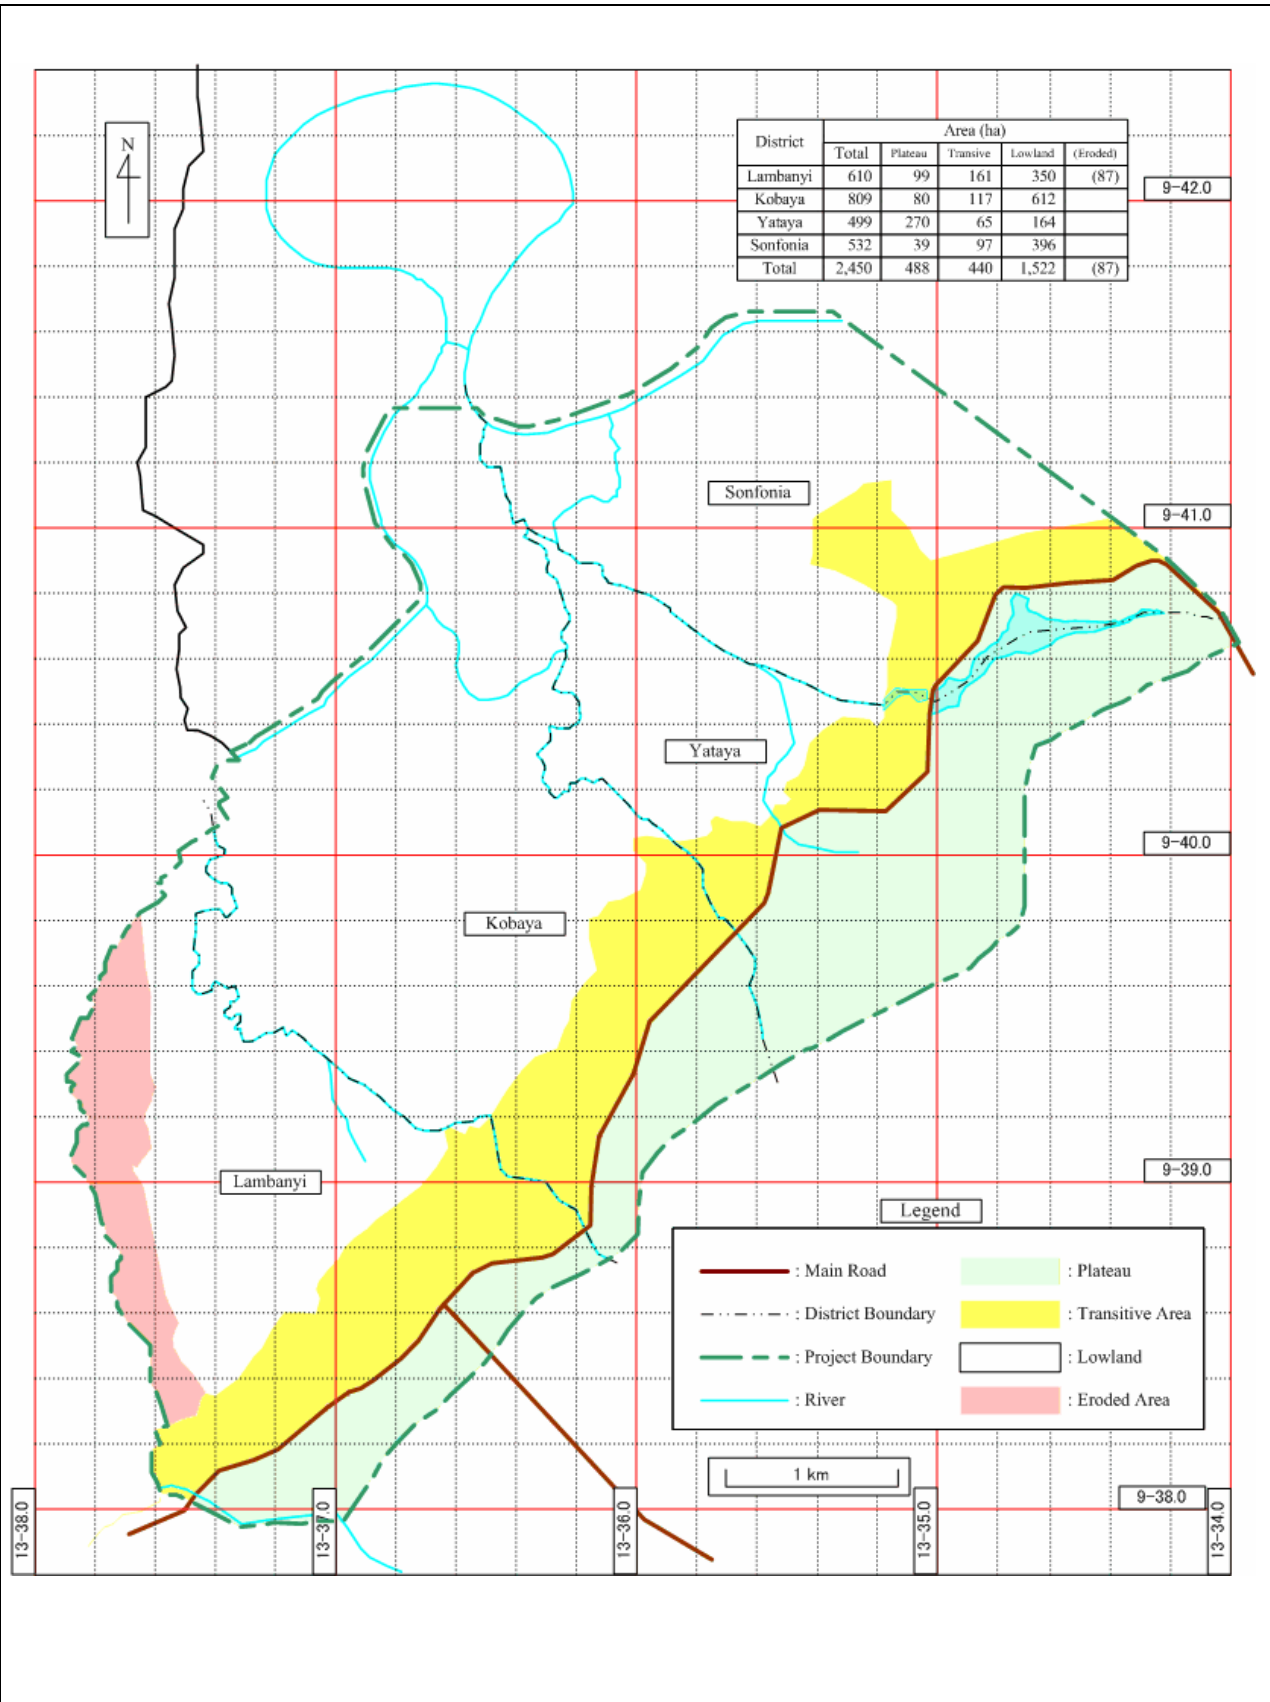 N
Area (ha)
District
Total Plateau Transive Lowland (Eroded)
Lambanyi 610 99 161 350 (87)
Kobaya 809 80 117 612
Yataya 499 270 65 164
Sonfonia 532 39 97 396
Total 2,450 488 440 1,522 (87)
9-42.0
Sonfonia
9-41.0
Yataya
9-40.0
Kobaya
9-39.0
Lambanyi
Legend
: Main Road : Plateau
: District Boundary : Transitive Area
: Project Boundary : Lowland
: River : Eroded Area
1 km
9-38.0
13-38.0 13-37.0 13-36.0 13-35.0 13-34.0